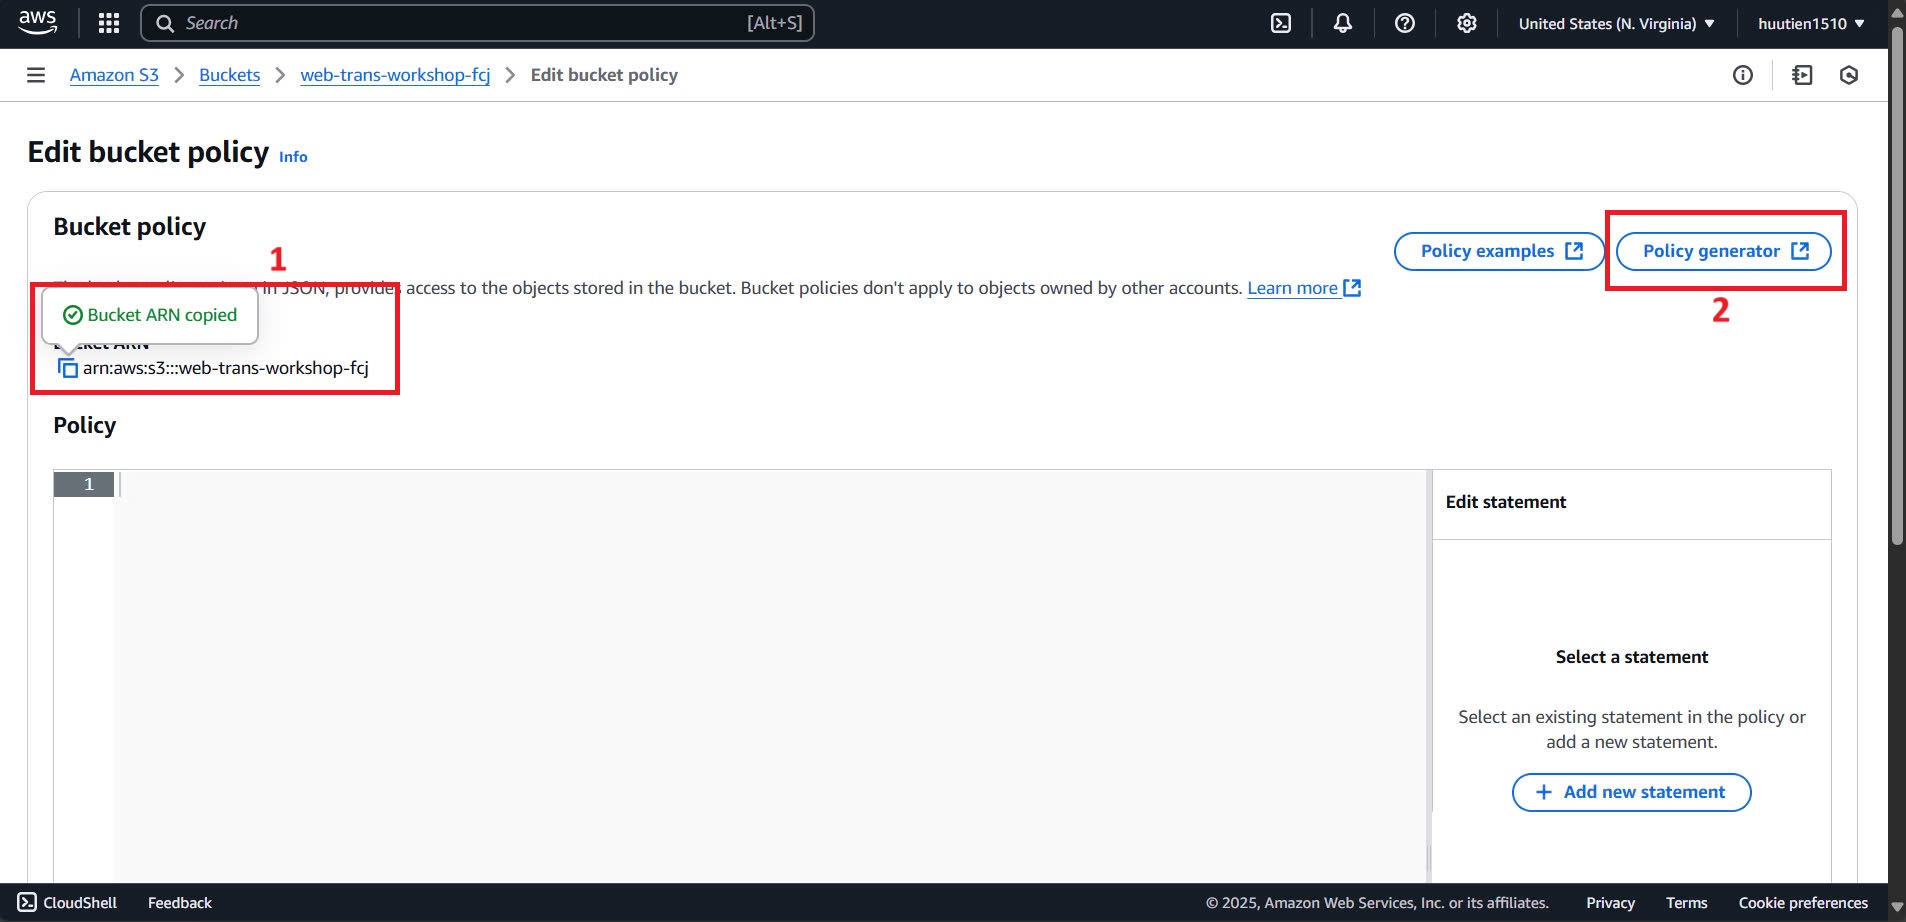 aws
Search [Alt+S]
United States (N. Virginia) huutien1510
Amazon S3 > Buckets > web-trans-workshop-fcj > Edit bucket policy
Edit bucket policy Info
Bucket policy
Policy examples Policy generator
1
in JSON, provides access to the objects stored in the bucket. Bucket policies don't apply to objects owned by other accounts. Learn more
2
Bucket ARN copied
Bucket ARN
arn:aws:s3:::web-trans-workshop-fcj
Policy
1
Edit statement
Select a statement
Select an existing statement in the policy or
add a new statement.
+ Add new statement
CloudShell Feedback © 2025, Amazon Web Services, Inc. or its affiliates. Privacy Terms Cookie preferences